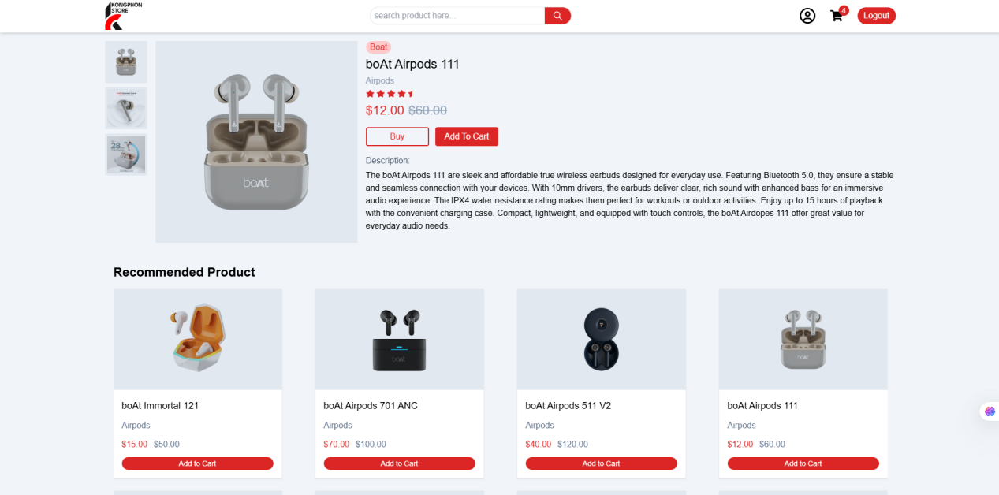 KONGPHON
STORE
search product here...
4
Logout
Boat
boAt Airpods 111
Airpods
$12.00 $60.00
Buy
Add To Cart
28
boAt
Description:
The boAt Airpods 111 are sleek and affordable true wireless earbuds designed for everyday use. Featuring Bluetooth 5.0, they ensure a stable
and seamless connection with your devices. With 10mm drivers, the earbuds deliver clear, rich sound with enhanced bass for an immersive
audio experience. The IPX4 water resistance rating makes them perfect for workouts or outdoor activities. Enjoy up to 15 hours of playback
with the convenient charging case. Compact, lightweight, and equipped with touch controls, the boAt Airdopes 111 offer great value for
everyday audio needs.
Recommended Product
boAt
boAt
boAt Immortal 121
Airpods
$15.00 $50.00
Add to Cart
boAt Airpods 701 ANC
Airpods
$70.00 $100.00
Add to Cart
boAt Airpods 511 V2
Airpods
$40.00 $120.00
Add to Cart
boAt Airpods 111
Airpods
$12.00 $60.00
Add to Cart